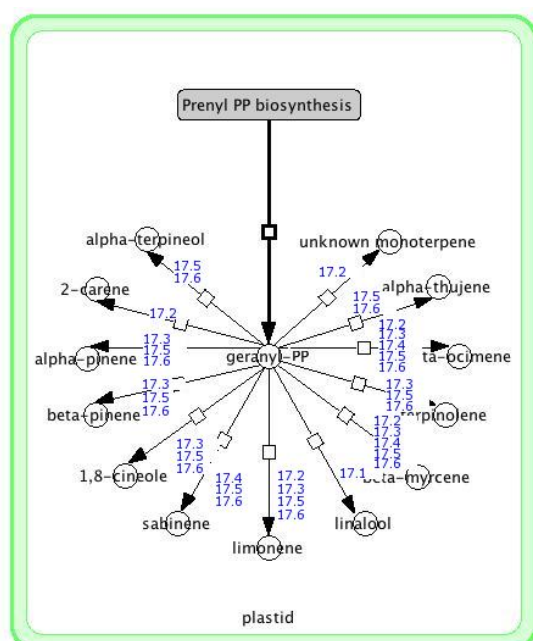 Prenyl PP biosynthesis
alpha-terpineol
unknown monoterpene
17.5
17.6
17.2
2-carene
17.5
17.6
alpha-thujene
17.2
17.2
17.3
17.4
17.5
17.6
17.3
17.5
17.6
alpha-pinene
geranyl-PP
ta-ocimene
17.3
17.5
17.6
beta-pinene
17.3
17.5
17.6
rpinolene
17.2
17.3
17.4
17.5
17.6
17.3
17.5
17.6
1,8-cineole
17.4
17.5
17.6
17.2
17.3
17.5
17.6
17.1
beta-myrcene
sabinene
linalool
limonene
plastid